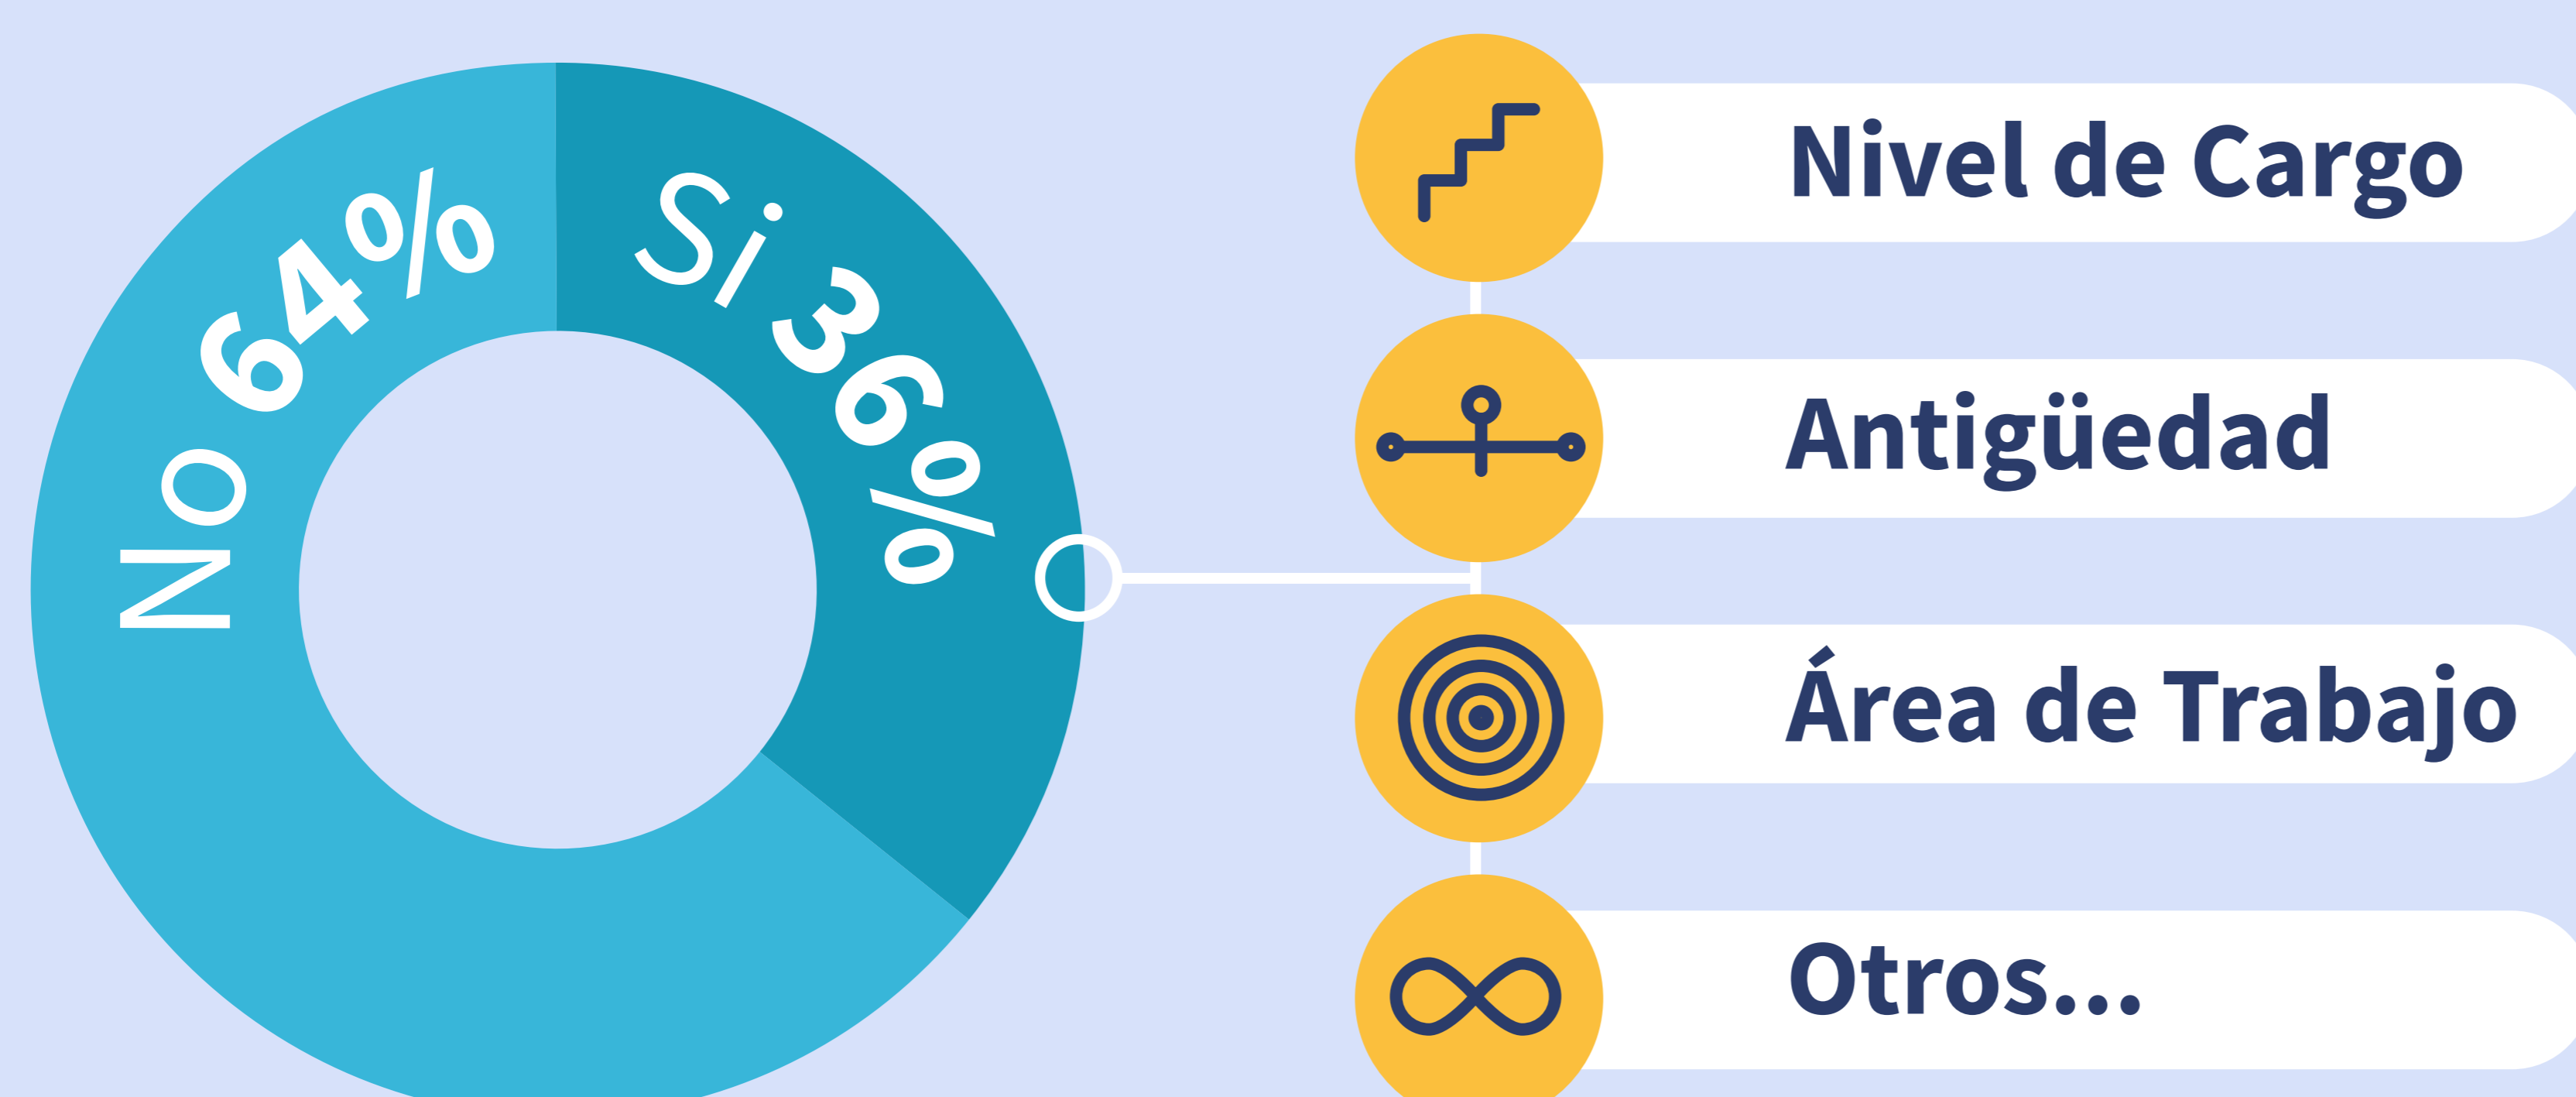 No 64%
Si 36%
Nivel de Cargo
Antigüedad
Área de Trabajo
Otros...